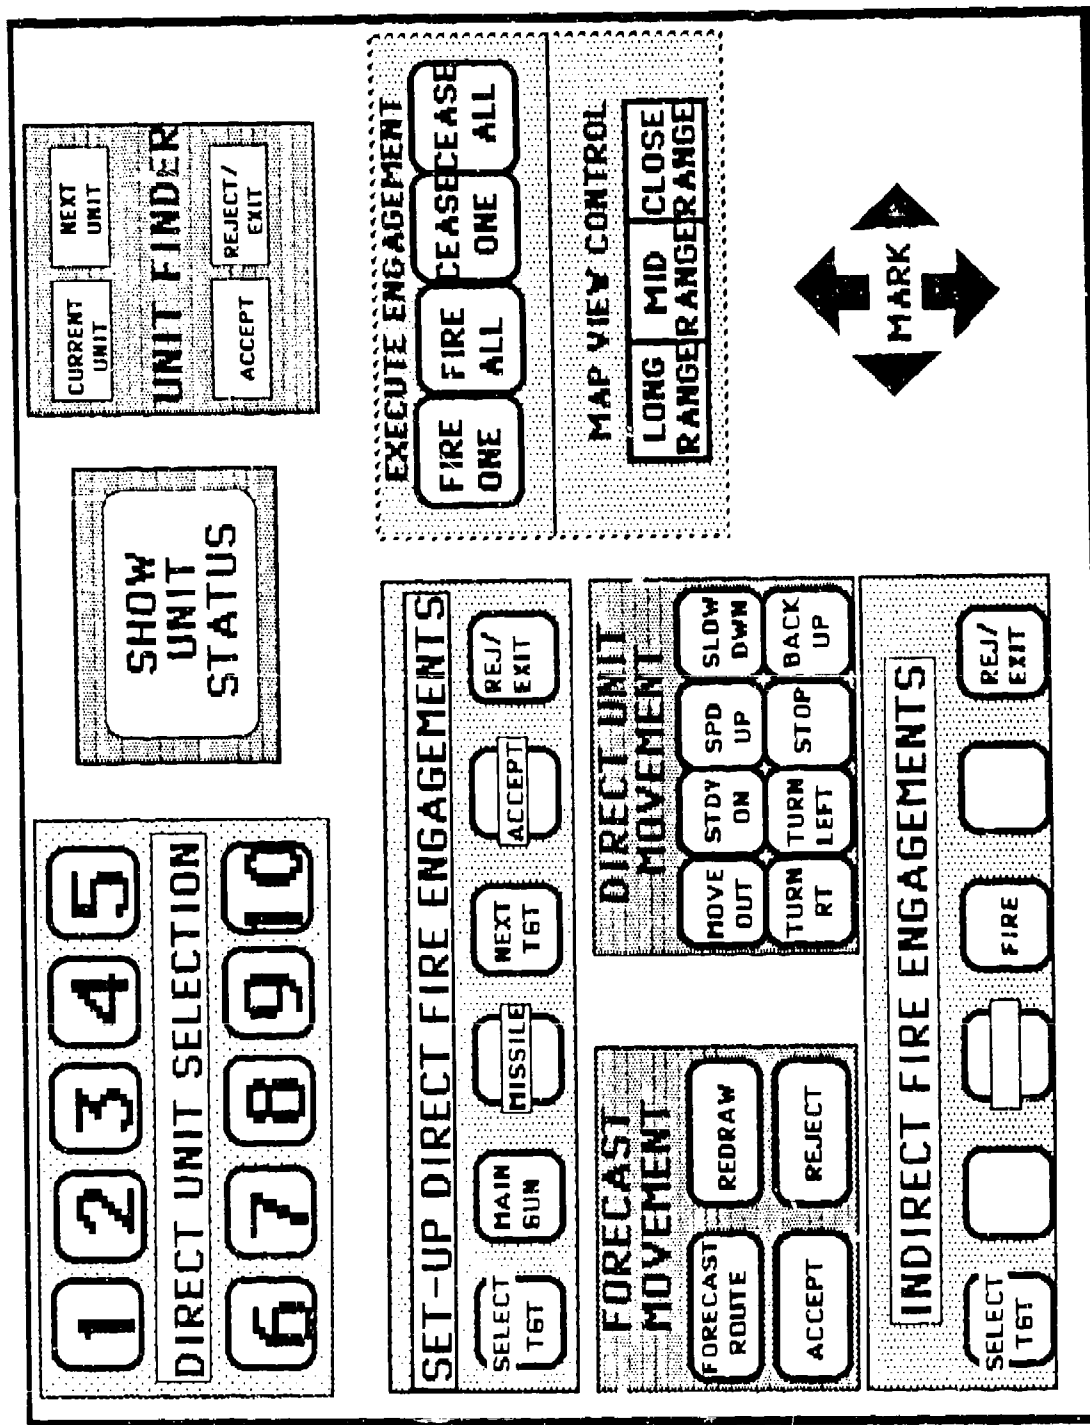 1 2 3 4 5
DIRECT UNIT SELECTION
6 7 8 9 10
SHOW
UNIT
STATUS
CURRENT
UNIT
NEXT
UNIT
UNIT FINDER
ACCEPT
REJECT/
EXIT
SET-UP DIRECT FIRE ENGAGEMENTS
SELECT
TGT
MAIN
GUN
MISSILE
NEXT
TGT
ACCEPT
REJ/
EXIT
EXECUTE ENGAGEMENT
FIRE
ONE
FIRE
ALL
CEASE
ONE
CEASE
ALL
MAP VIEW CONTROL
LONG
RANGE
MID
RANGE
CLOSE
RANGE
FORECAST
MOVEMENT
FORECAST
ROUTE
REDRAW
ACCEPT
REJECT
DIRECT UNIT
MOVEMENT
MOVE
OUT
STDY
ON
SPD
UP
SLOW
DWN
TURN
RT
TURN
LEFT
STOP
BACK
UP
INDIRECT FIRE ENGAGEMENTS
SELECT
TGT
FIRE
REJ/
EXIT
MARK